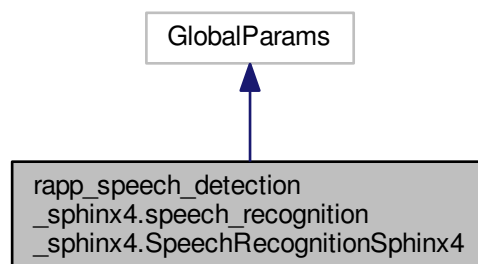 GlobalParams
rapp_speech_detection
_sphinx4.speech_recognition
_sphinx4.SpeechRecognitionSphinx4